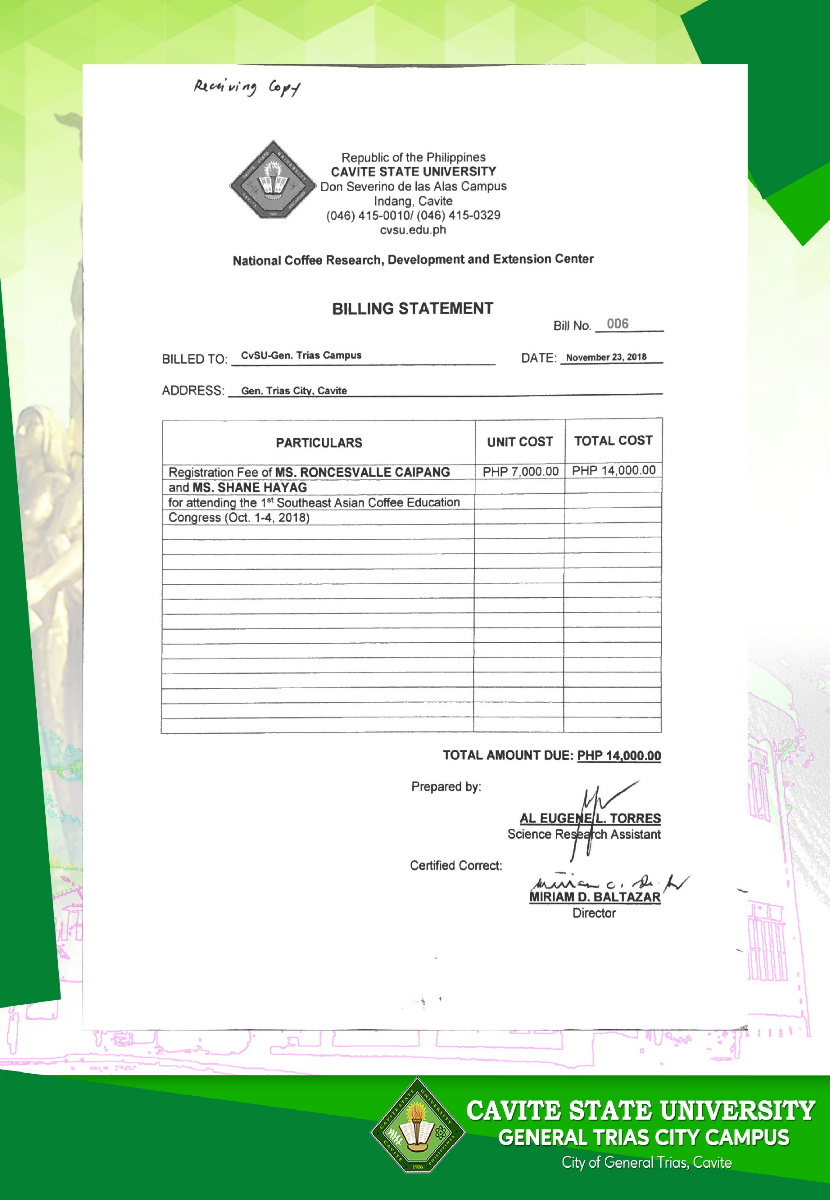 Receiving Copy
Republic of the Philippines
CAVITE STATE UNIVERSITY
Don Severino de las Alas Campus
Indang, Cavite
(046) 415-0010/ (046) 415-0329
cvsu.edu.ph
National Coffee Research, Development and Extension Center
BILLING STATEMENT
Bill No. 006
BILLED TO: CvSU-Gen. Trias Campus DATE: November 23, 2018
ADDRESS: Gen. Trias City, Cavite
PARTICULARS UNIT COST TOTAL COST
Registration Fee of MS. RONCESVALLE CAIPANG PHP 7,000.00 PHP 14,000.00
and MS. SHANE HAYAG
for attending the 1st Southeast Asian Coffee Education
Congress (Oct. 1-4, 2018)
TOTAL AMOUNT DUE: PHP 14,000.00
Prepared by:
AL EUGENE L. TORRES
Science Research Assistant
Certified Correct:
MIRIAM D. BALTAZAR
Director
CAVITE STATE UNIVERSITY
GENERAL TRIAS CITY CAMPUS
City of General Trias, Cavite
1906